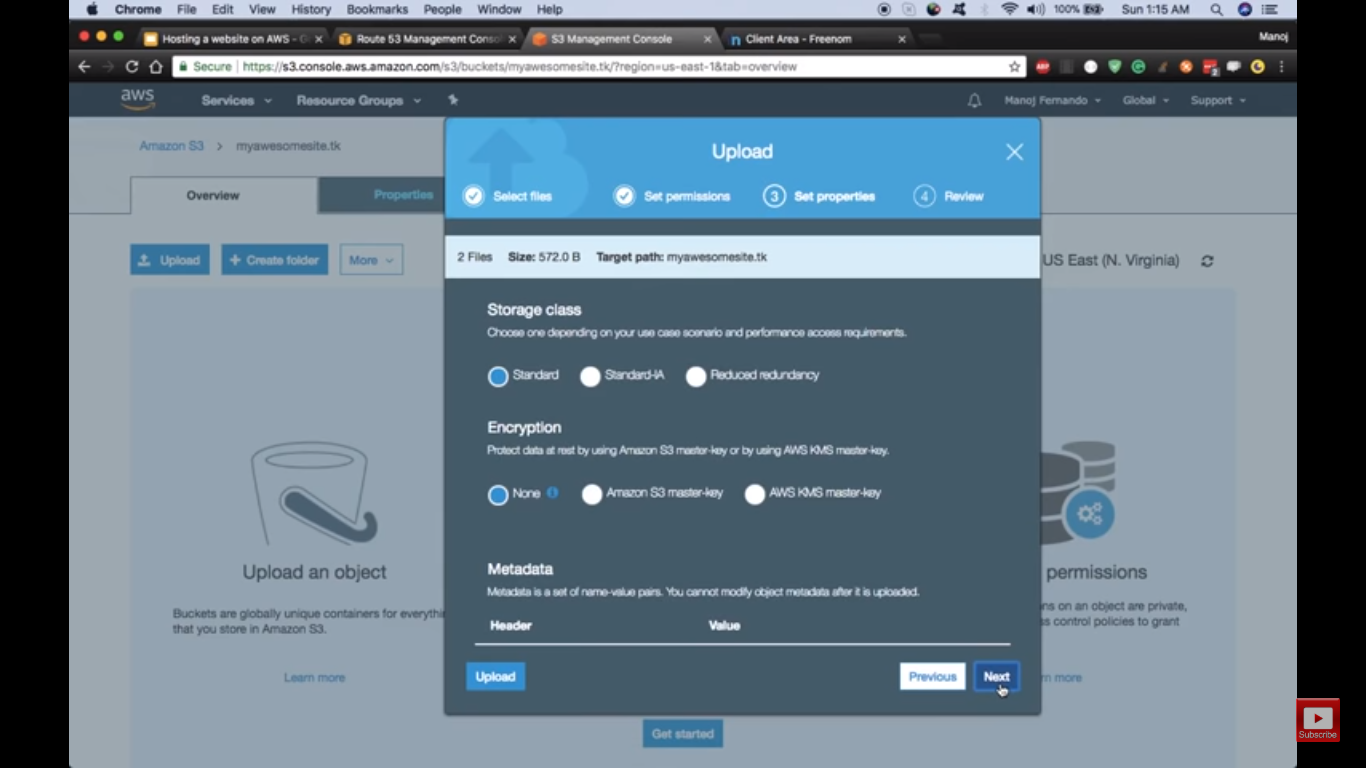 Chrome File Edit View History Bookmarks People Window Help 100% Sun 1:15 AM
Hosting a website on AWS - G Route 53 Management Conso S3 Management Console Client Area - Freenom Manoj
Secure https://s3.console.aws.amazon.com/s3/buckets/myawesomesite.tk/?region=us-east-1&tab=overview
aws Services Resource Groups Manoj Fernando Global Support
Amazon S3 > myawesomesite.tk
Upload
Overview Properties
Select files Set permissions 3 Set properties 4 Review
Upload + Create folder More US East (N. Virginia)
2 Files Size: 572.0 B Target path: myawesomesite.tk
Storage class
Choose one depending on your use case scenario and performance access requirements.
Standard Standard-IA Reduced redundancy
Encryption
Protect data at rest by using Amazon S3 master-key or by using AWS KMS master-key.
None Amazon S3 master-key AWS KMS master-key
Metadata
Metadata is a set of name-value pairs. You cannot modify object metadata after it is uploaded.
Header Value
Upload Previous Next
Upload an object
Buckets are globally unique containers for everythi
that you store in Amazon S3.
Learn more
permissions
ns on an object are private,
ss control policies to grant
rn more
Get started
Subscribe